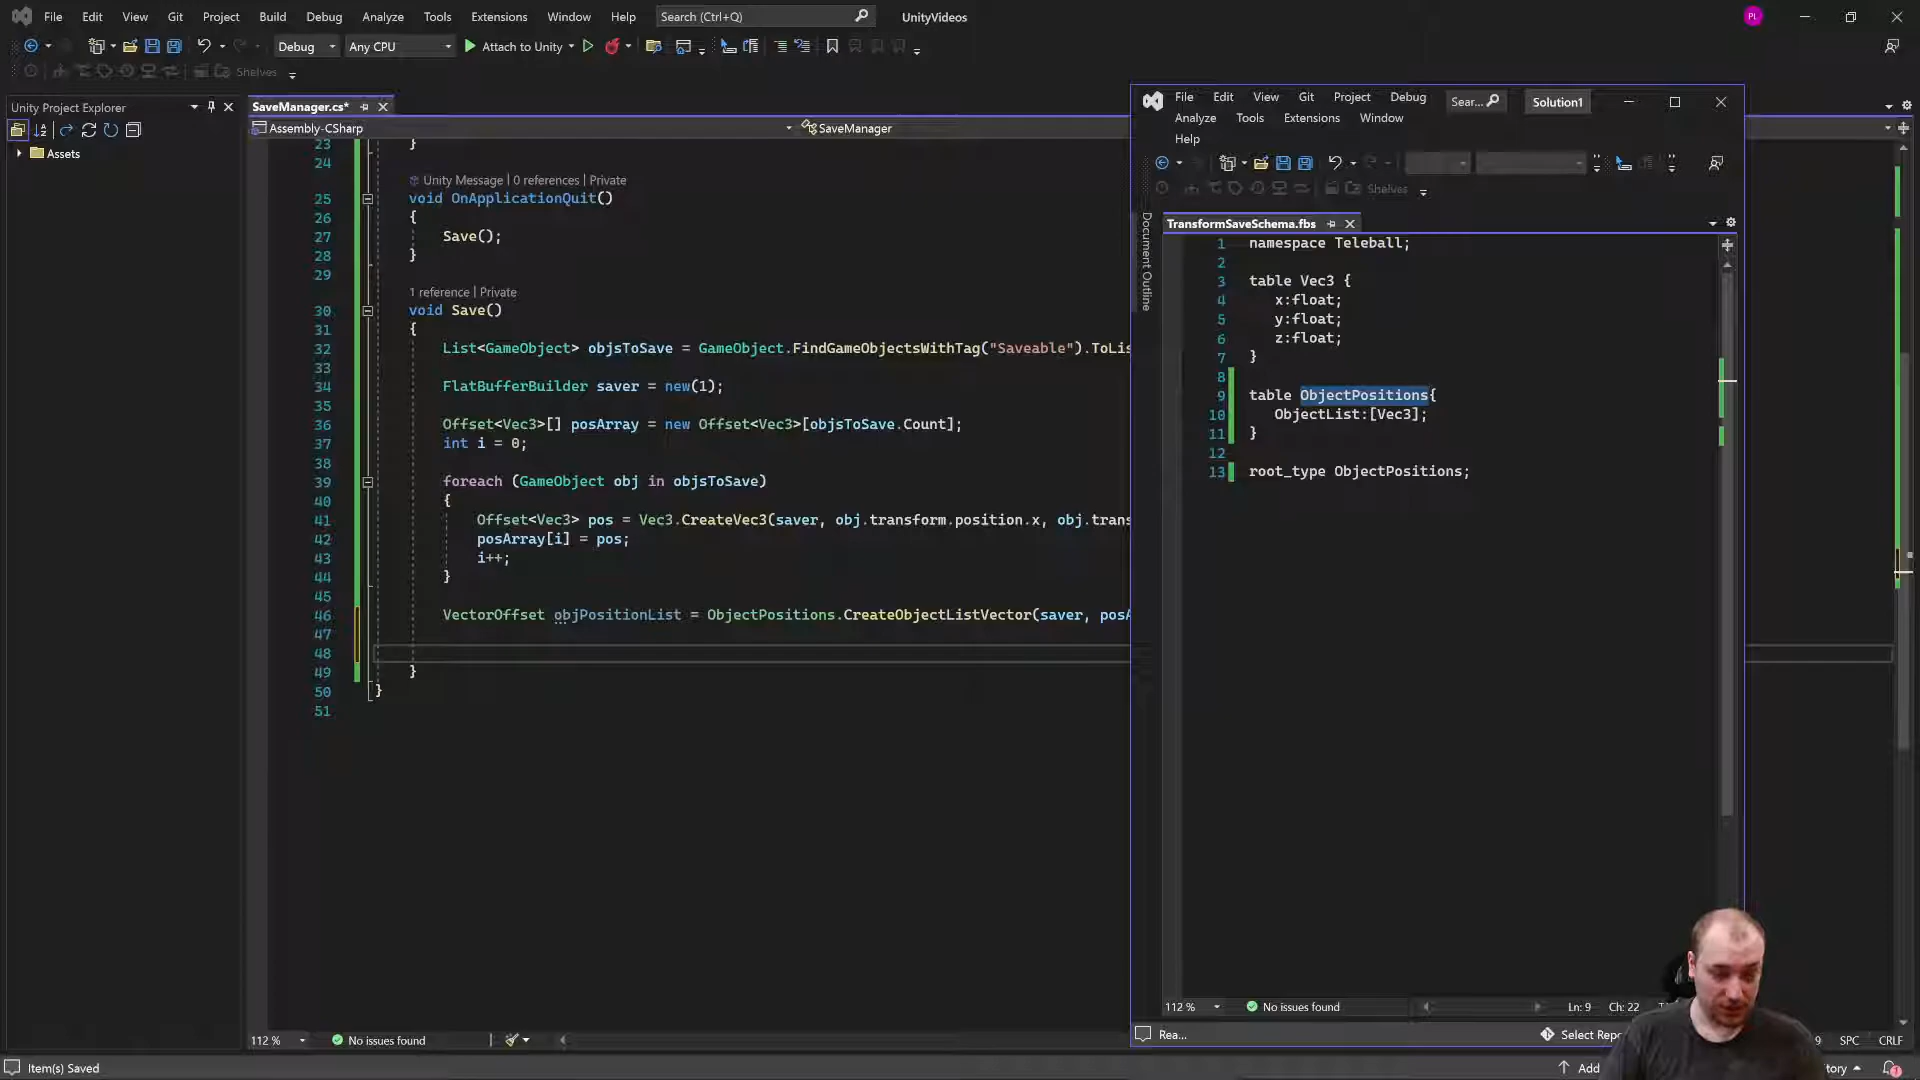 File Edit View Git Project Build Debug Analyze Tools Extensions Window Help Search (Ctrl+Q) UnityVideos PL
Debug Any CPU Attach to Unity
Shelves
Unity Project Explorer
Assets
SaveManager.cs*
Assembly-CSharp SaveManager
23 }
24
Unity Message | 0 references | Private
25 void OnApplicationQuit()
26 {
27 Save();
28 }
29
1 reference | Private
30 void Save()
31 {
32 List<GameObject> objsToSave = GameObject.FindGameObjectsWithTag("Saveable").ToLis
33
34 FlatBufferBuilder saver = new(1);
35
36 Offset<Vec3>[] posArray = new Offset<Vec3>[objsToSave.Count];
37 int i = 0;
38
39 foreach (GameObject obj in objsToSave)
40 {
41 Offset<Vec3> pos = Vec3.CreateVec3(saver, obj.transform.position.x, obj.trans
42 posArray[i] = pos;
43 i++;
44 }
45
46 VectorOffset objPositionList = ObjectPositions.CreateObjectListVector(saver, posA
47
48
49 }
50 }
51
112 % No issues found
SPC CRLF
Item(s) Saved
Add
File Edit View Git Project Debug Sear... Solution1
Analyze Tools Extensions Window
Help
Shelves
Document Outline
TransformSaveSchema.fbs
1 namespace Teleball;
2
3 table Vec3 {
4 x:float;
5 y:float;
6 z:float;
7 }
8
9 table ObjectPositions{
10 ObjectList:[Vec3];
11 }
12
13 root_type ObjectPositions;
112 % No issues found Ln: 9 Ch: 22
Rea...